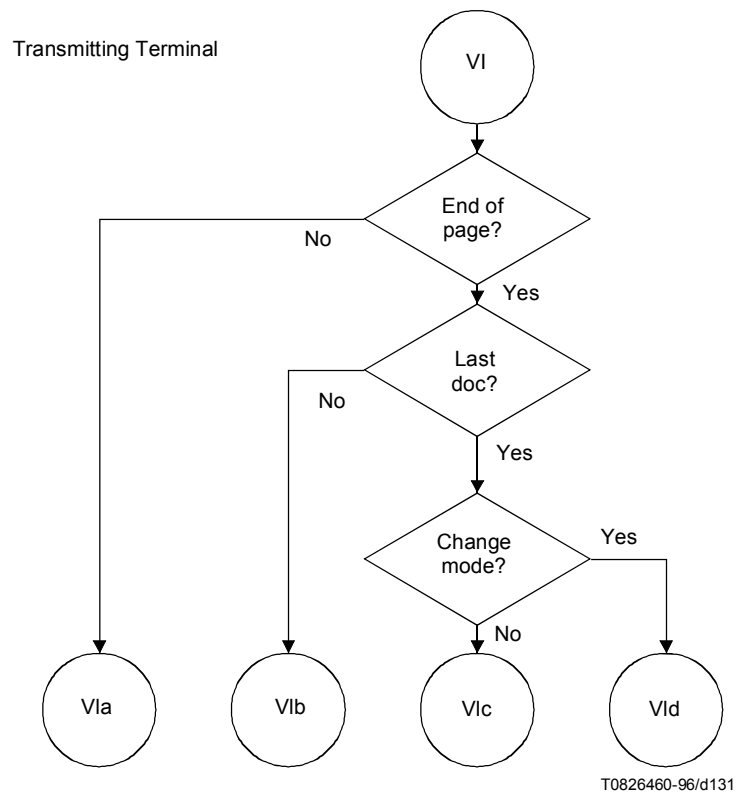 Transmitting Terminal
VI
End of
page?
No
Yes
Last
doc?
No
Yes
Change
mode?
Yes
No
VIa
VIb
VIc
VId
T0826460-96/d131